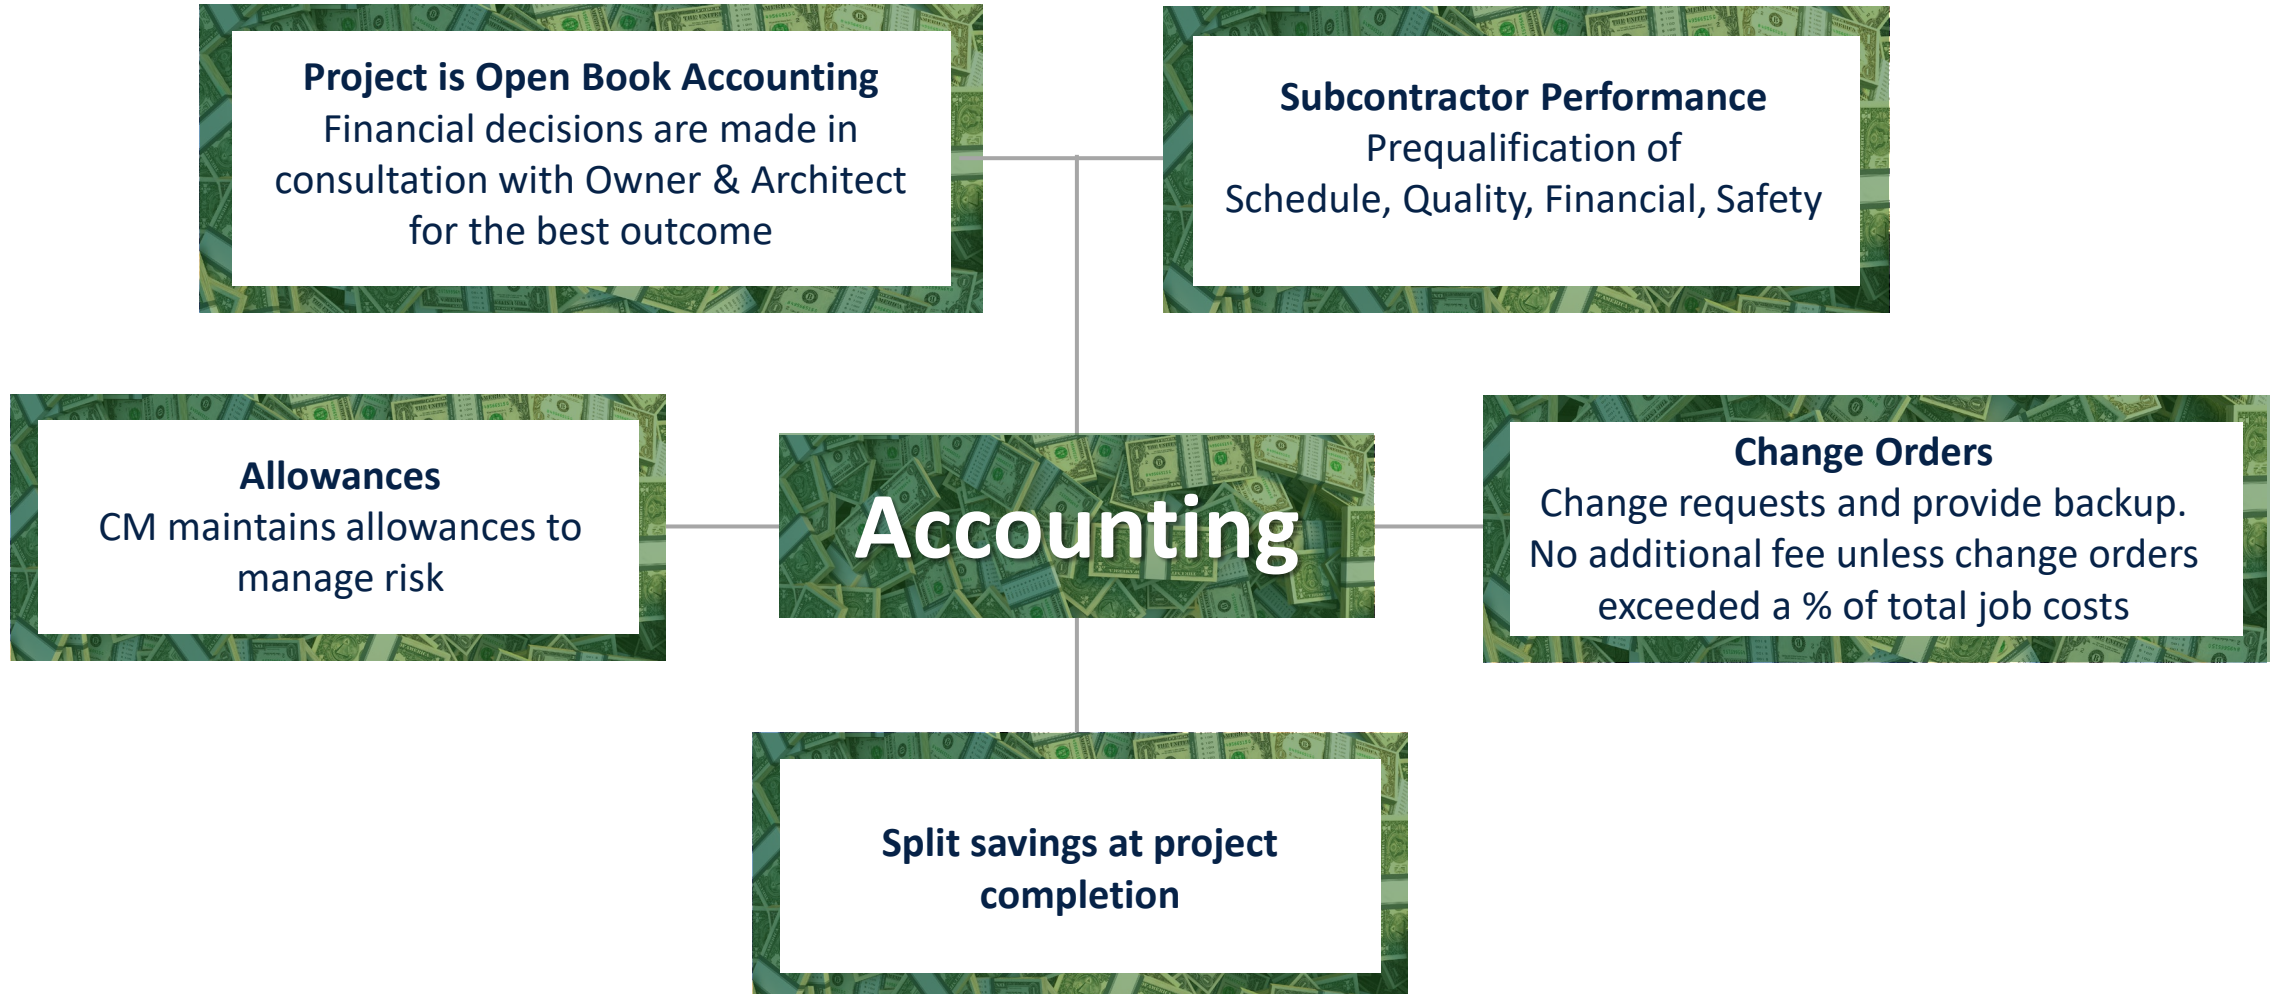 Project is Open Book Accounting
Financial decisions are made in
consultation with Owner & Architect
for the best outcome
Subcontractor Performance
Prequalification of
Schedule, Quality, Financial, Safety
Allowances
CM maintains allowances to
manage risk
Accounting
Change Orders
Change requests and provide backup.
No additional fee unless change orders
exceeded a % of total job costs
Split savings at project
completion